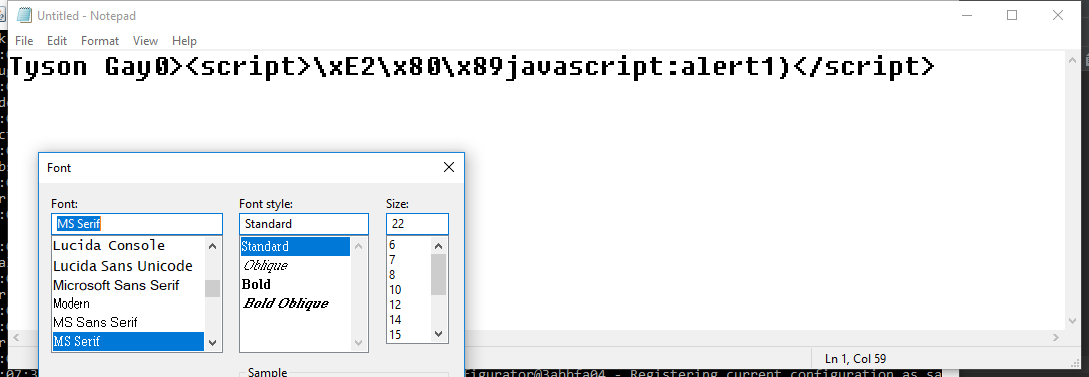 Untitled - Notepad
File Edit Format View Help
Tyson Gay0><script>\xE2\x80\x89javascript:alert1)</script>
Font
Font: Font style: Size:
MS Serif Standard 22
Lucida Console Standard 6
Lucida Sans Unicode Oblique 7
Microsoft Sans Serif Bold 8
Modern Bold Oblique 10
MS Sans Serif 12
MS Serif 14
15
Ln 1, Col 59
Sample
figurator@3abbfa04 - Registering current configuration as sa